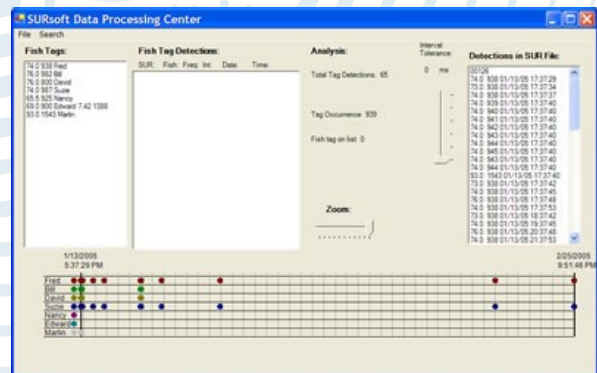 SURsoft Data Processing Center
File Search
Fish Tags:
74.0 938 Fred
76.0 982 Bill
76.0 800 David
74.0 987 Suzie
65.5 925 Nancy
69.0 900 Edward 7.42 1388
93.0 1543 Martin
Fish Tag Detections:
SUR: Fish: Freq: Int: Date: Time:
Analysis:
Total Tag Detections: 65
Tag Occurrence 939
Fish tag on list 0
Zoom:
Interval
Tolerance:
0 ms
Detections in SUR File:
00126
74.0 938 01/13/05 17:37:29
73.0 938 01/13/05 17:37:34
74.0 938 01/13/05 17:37:37
74.0 939 01/13/05 17:37:40
74.0 940 01/13/05 17:37:40
74.0 941 01/13/05 17:37:40
74.0 942 01/13/05 17:37:40
74.0 943 01/13/05 17:37:40
74.0 944 01/13/05 17:37:40
74.0 945 01/13/05 17:37:40
74.0 943 01/13/05 17:37:40
74.0 944 01/13/05 17:37:40
93.0 1543 01/13/05 17:37:40
73.0 938 01/13/05 17:37:42
74.0 938 01/13/05 17:37:45
76.0 938 01/13/05 17:37:48
74.0 938 01/13/05 17:37:53
73.0 938 01/13/05 18:37:42
74.0 938 01/13/05 19:37:45
76.0 938 01/13/05 20:37:48
74.0 938 01/13/05 21:37:53
1/13/2005
5:37:29 PM
2/25/2005
9:51:46 PM
Fred
Bill
David
Suzie
Nancy
Edward
Martin